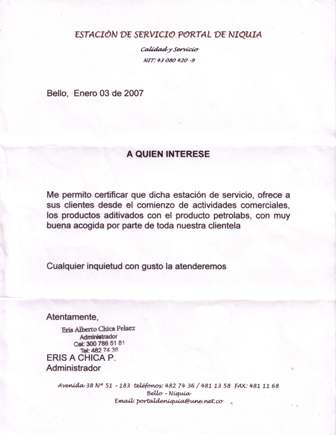 ESTACIÓN DE SERVICIO PORTAL DE NIQUIA
Calidad y Servicio
NIT: 43 080 420 -9
Bello, Enero 03 de 2007
A QUIEN INTERESE
Me permito certificar que dicha estación de servicio, ofrece a
sus clientes desde el comienzo de actividades comerciales,
los productos aditivados con el producto petrolabs, con muy
buena acogida por parte de toda nuestra clientela
Cualquier inquietud con gusto la atenderemos
Atentamente,
Eris Alberto Chica Pelaez
Administrador
Cel: 300 786 51 81
Tel: 482 74 36
ERIS A CHICA P.
Administrador
Avenida 38 Nº 51 - 183 teléfonos: 482 74 36 / 481 13 58 FAX: 481 11 68
Bello - Niquia
Email: portaldeniquia@une.net.co